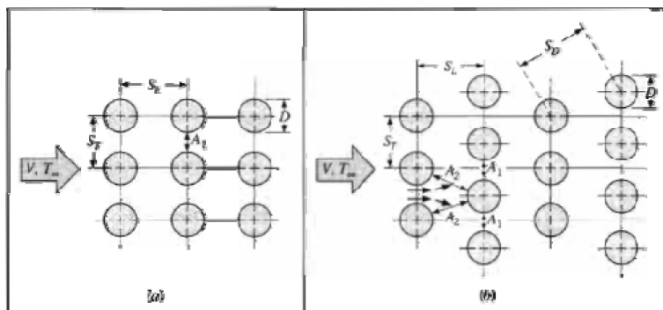 S_L
S_T
D
A_1
V, T_∞
(a)
S_D
S_L
D
S_T
A_1
V, T_∞
A_2
A_2
A_1
(b)